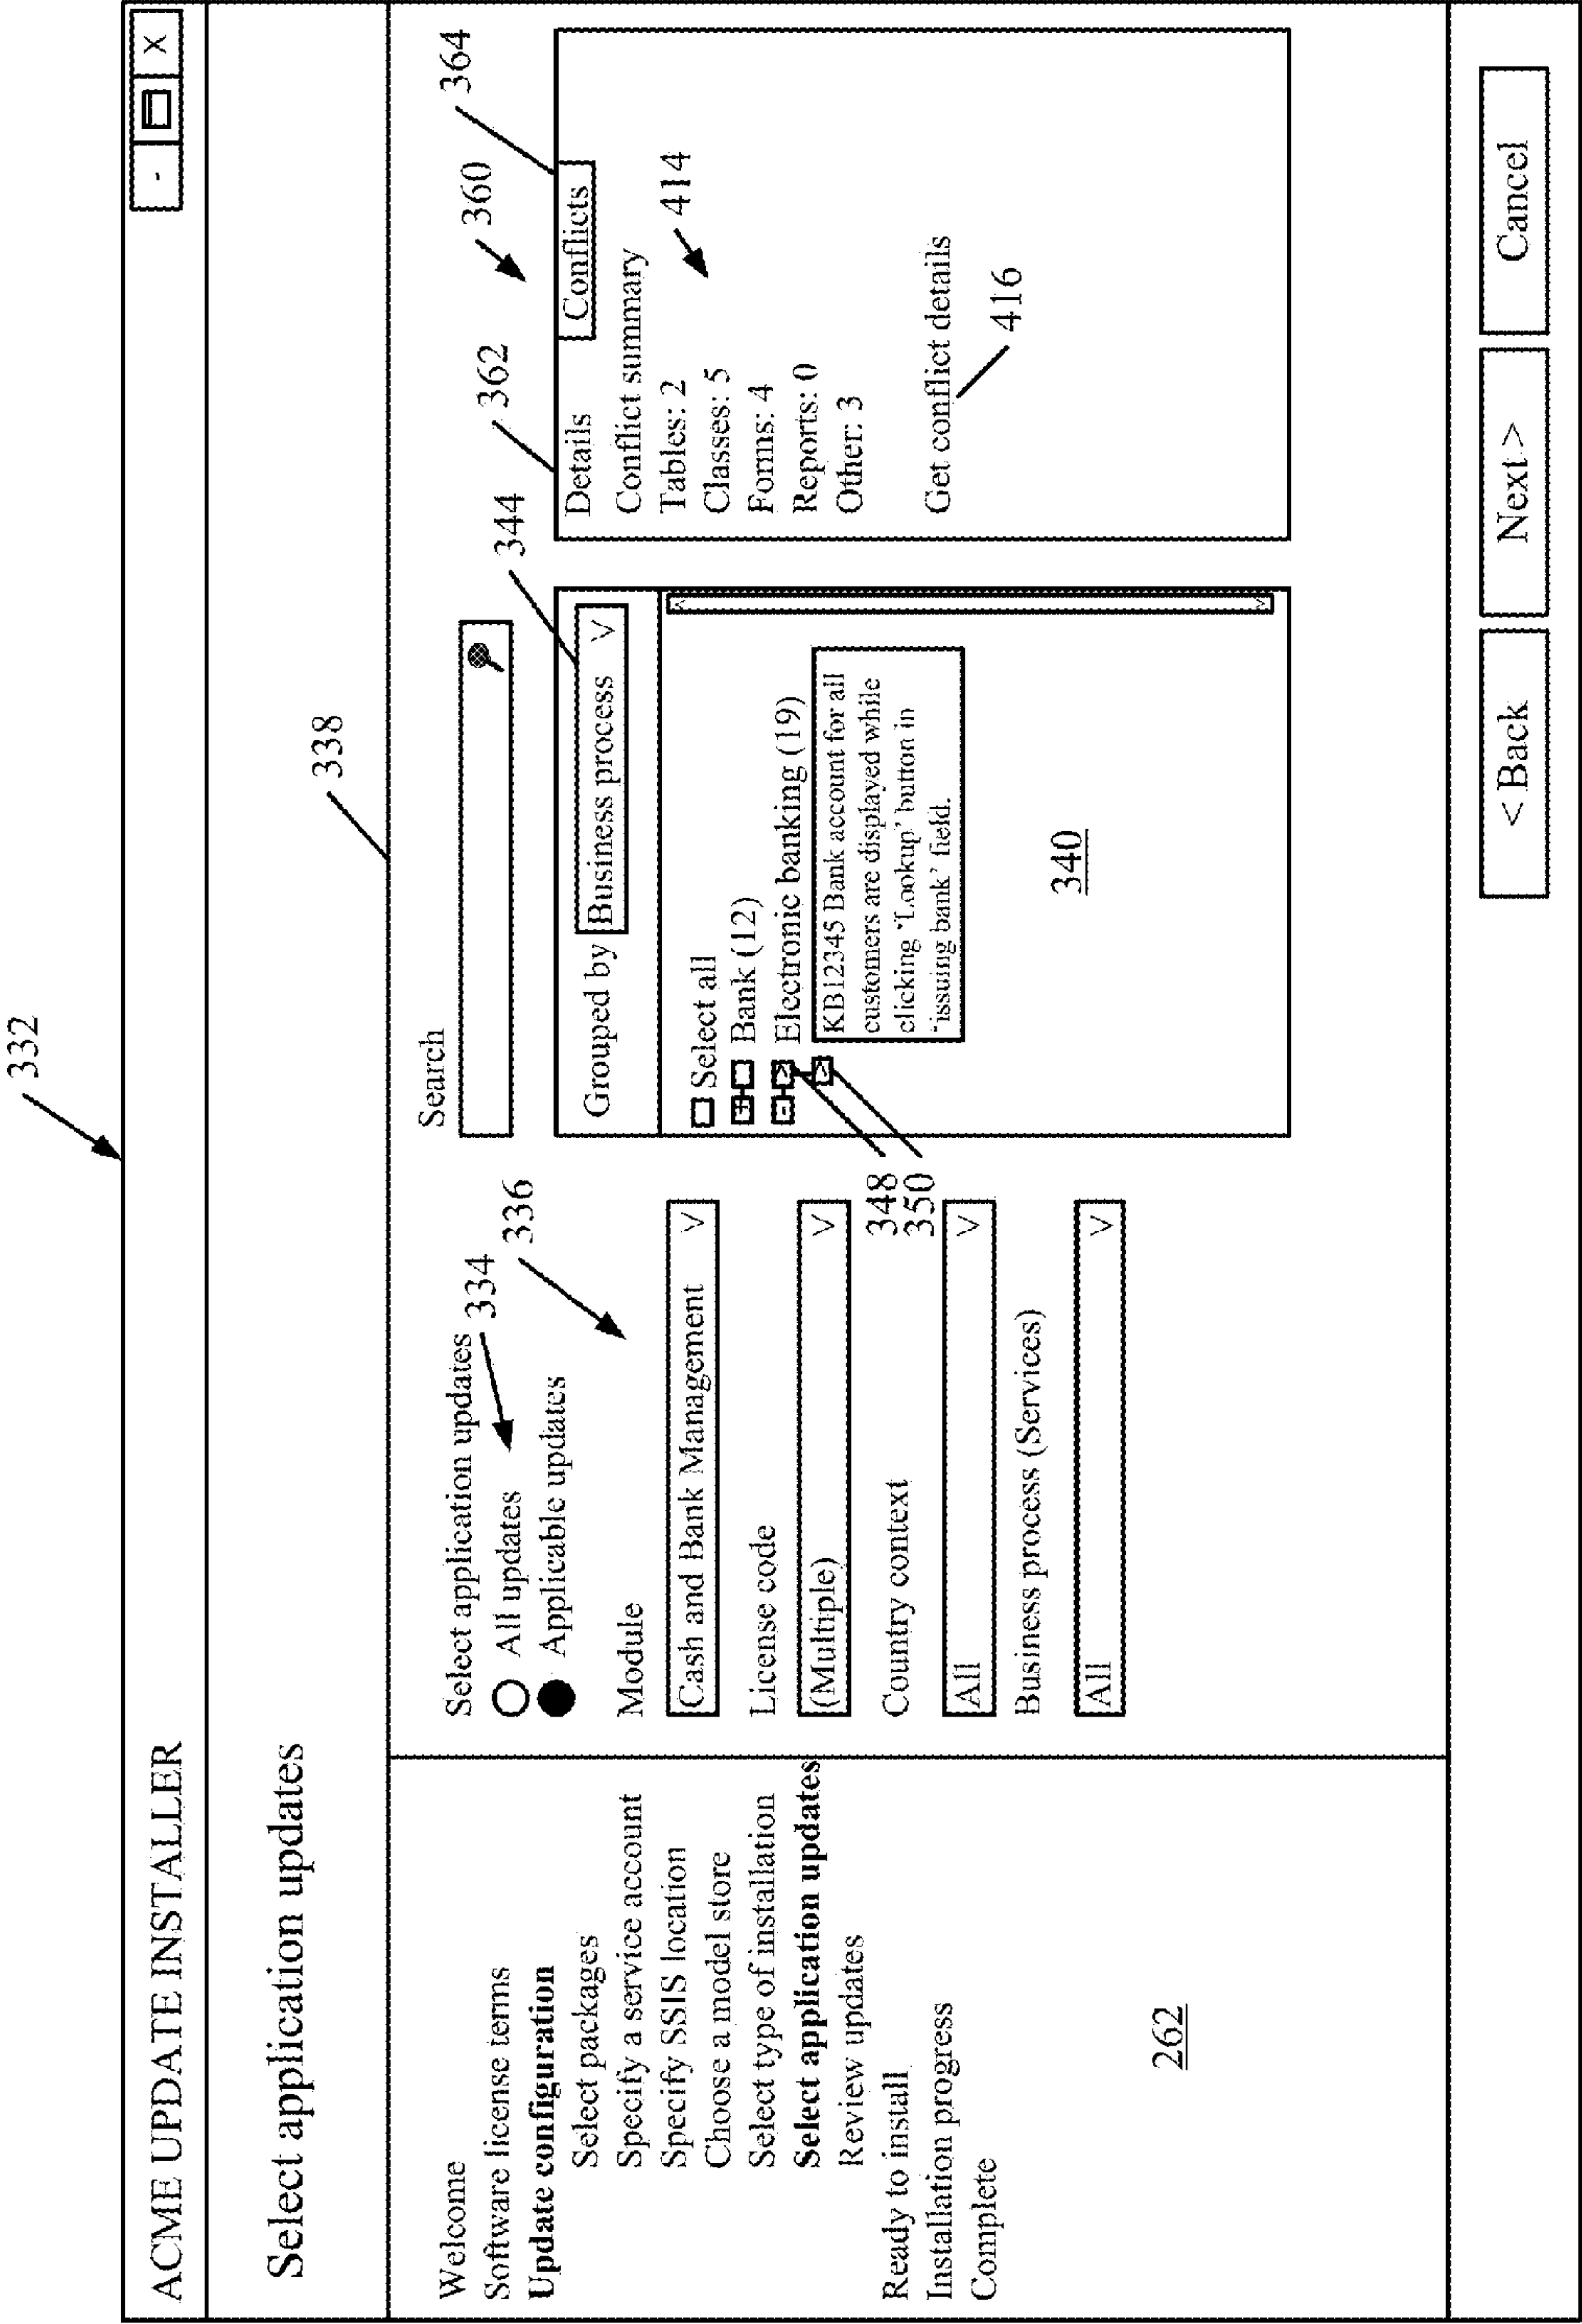 332
ACME UPDATE INSTALLER
- X
Select application updates
338
Welcome
Software license terms
Update configuration
Select packages
Specify a service account
Specify SSIS location
Choose a model store
Select type of installation
Select application updates
Review updates
Ready to install
Installation progress
Complete
262
Select application updates
334
All updates
Applicable updates
336
Module
Cash and Bank Management V
License code
(Multiple) V
348
350
Country context
All V
Business process (Services)
All V
Search
344
Grouped by Business process V
Select all
+ Bank (12)
- > Electronic banking (19)
> KB12345 Bank account for all
customers are displayed while
clicking 'Lookup' button in
'issuing bank' field.
340
< >
362
360
364
Details Conflicts
Conflict summary
414
Tables: 2
Classes: 5
Forms: 4
Reports: 0
Other: 3
Get conflict details
416
< Back
Next >
Cancel